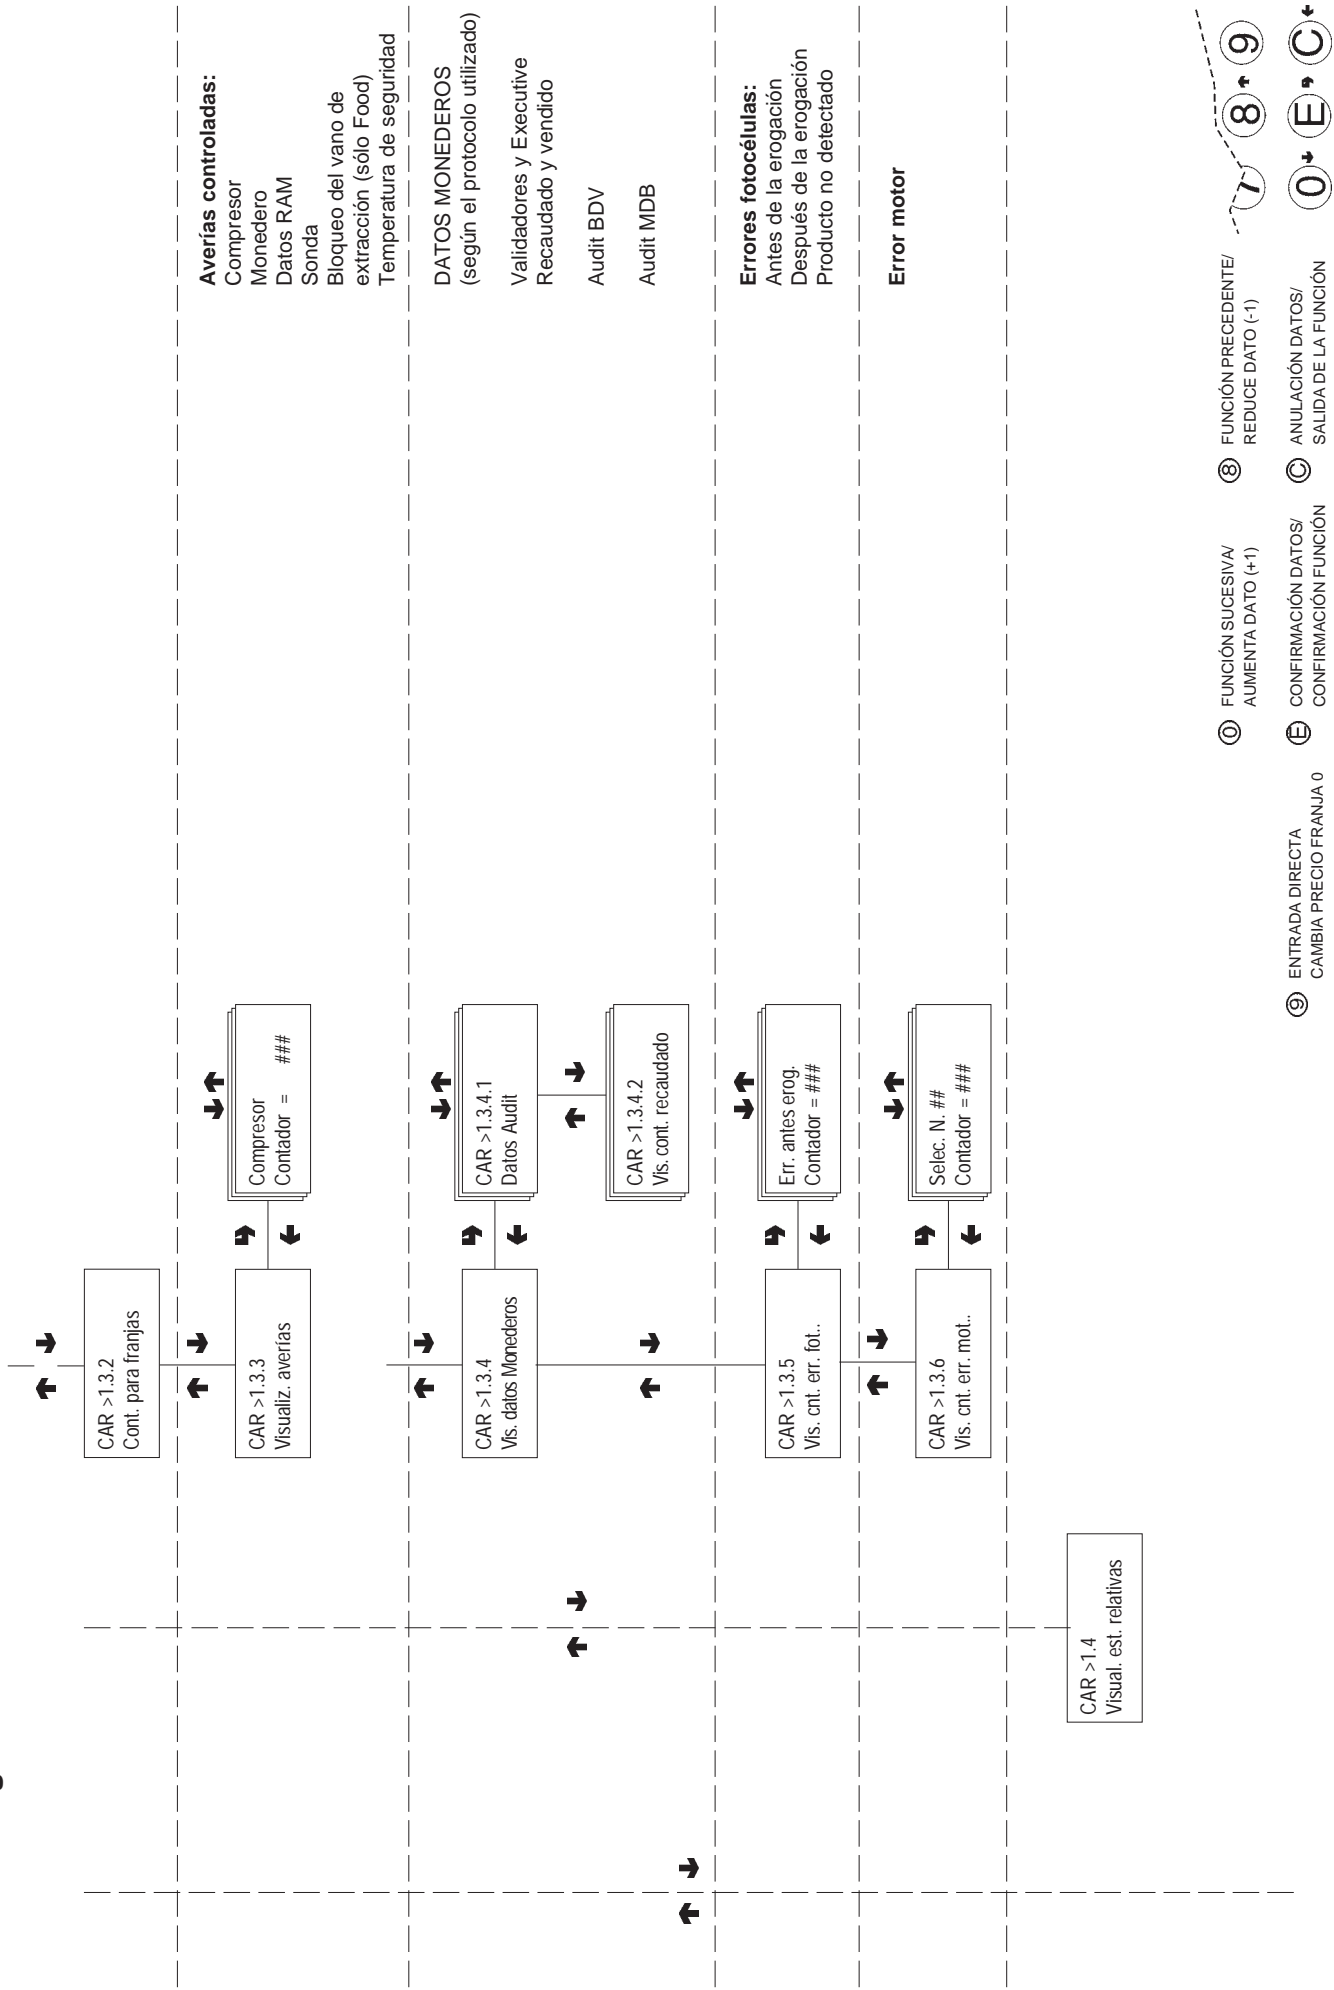 CAR >1.3.2
Cont. para franjas
CAR >1.3.3
Visualiz. averías
Compresor
Contador = ###
Averías controladas:
Compresor
Monedero
Datos RAM
Sonda
Bloqueo del vano de
extracción (sólo Food)
Temperatura de seguridad
CAR >1.3.4
Vis. datos Monederos
CAR >1.3.4.1
Datos Audit
CAR >1.3.4.2
Vis. cont. recaudado
DATOS MONEDEROS
(según el protocolo utilizado)
Validadores y Executive
Recaudado y vendido
Audit BDV
Audit MDB
CAR >1.3.5
Vis. cnt. err. fot..
Err. antes erog.
Contador = ###
Errores fotocélulas:
Antes de la erogación
Después de la erogación
Producto no detectado
CAR >1.3.6
Vis. cnt. err. mot..
Selec. N. ##
Contador = ###
Error motor
CAR >1.4
Visual. est. relativas
9 ENTRADA DIRECTA
CAMBIA PRECIO FRANJA 0
0 FUNCIÓN SUCESIVA/
AUMENTA DATO (+1)
8 FUNCIÓN PRECEDENTE/
REDUCE DATO (-1)
E CONFIRMACIÓN DATOS/
CONFIRMACIÓN FUNCIÓN
C ANULACIÓN DATOS/
SALIDA DE LA FUNCIÓN
7 8 9
0 E C